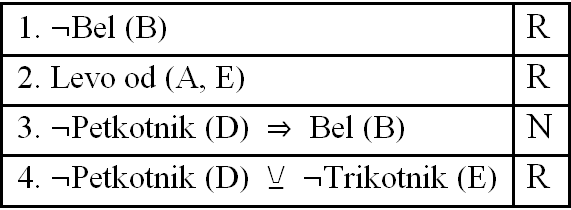 1. ¬Bel (B) R
2. Levo od (A, E) R
3. ¬Petkotnik (D) ⇒ Bel (B) N
4. ¬Petkotnik (D) ⊻ ¬Trikotnik (E) R